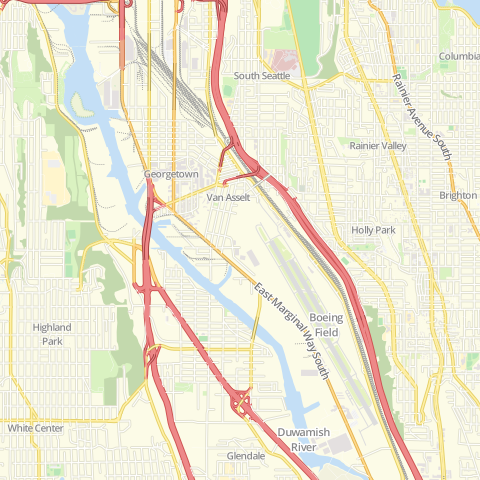 Columbia
South Seattle
Rainier Avenue South
Rainier Valley
Georgetown
Van Asselt
Brighton
Holly Park
East Marginal Way South
Boeing
Field
Highland
Park
White Center
Duwamish
River
Glendale